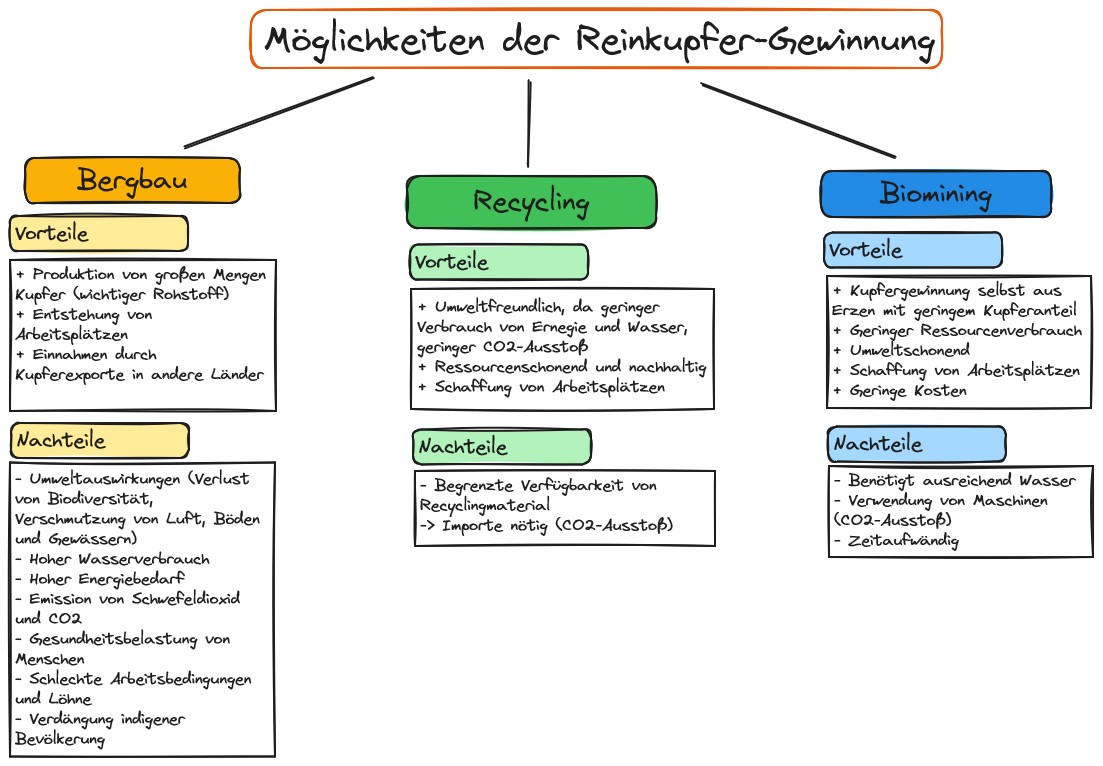 Möglichkeiten der Reinkupfer-Gewinnung
Bergbau
Vorteile
+ Produktion von großen Mengen
Kupfer (wichtiger Rohstoff)
+ Entstehung von
Arbeitsplätzen
+ Einnahmen durch
Kupferexporte in andere Länder
Nachteile
- Umweltauswirkungen (Verlust
von Biodiversität,
Verschmutzung von Luft, Böden
und Gewässern)
- Hoher Wasserverbrauch
- Hoher Energiebedarf
- Emission von Schwefeldioxid
und CO2
- Gesundheitsbelastung von
Menschen
- Schlechte Arbeitsbedingungen
und Löhne
- Verdängung indigener
Bevölkerung
Recycling
Vorteile
+ Umweltfreundlich, da geringer
Verbrauch von Ernegie und Wasser,
geringer CO2-Ausstoß
+ Ressourcenschonend und nachhaltig
+ Schaffung von Arbeitsplätzen
Nachteile
- Begrenzte Verfügbarkeit von
Recyclingmaterial
-> Importe nötig (CO2-Ausstoß)
Biomining
Vorteile
+ Kupfergewinnung selbst aus
Erzen mit geringem Kupferanteil
+ Geringer Ressourcenverbrauch
+ Umweltschonend
+ Schaffung von Arbeitsplätzen
+ Geringe Kosten
Nachteile
- Benötigt ausreichend Wasser
- Verwendung von Maschinen
(CO2-Ausstoß)
- Zeitaufwändig